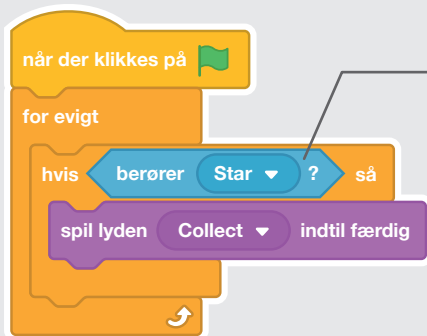 når der klikkes på
for evigt
hvis berører Star ? så
spil lyden Collect indtil færdig